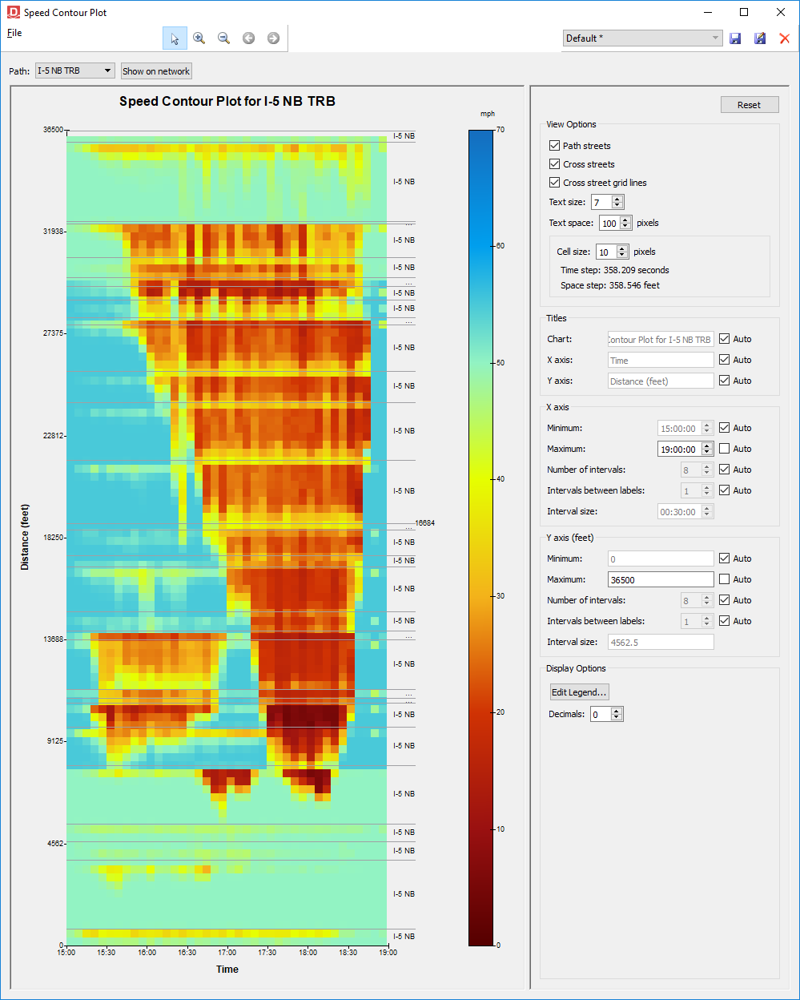 Speed Contour Plot
File
Default *
Path: I-5 NB TRB Show on network
Speed Contour Plot for I-5 NB TRB
mph
36500
31938
27375
22812
18250
13688
9125
4562
0
Distance (feet)
I-5 NB
I-5 NB
...
I-5 NB
I-5 NB
...
I-5 NB
I-5 NB
...
I-5 NB
I-5 NB
I-5 NB
I-5 NB
16684
...
I-5 NB
I-5 NB
I-5 NB
I-5 NB
...
I-5 NB
...
...
I-5 NB
I-5 NB
I-5 NB
I-5 NB
I-5 NB
I-5 NB
I-5 NB
15:00 15:30 16:00 16:30 17:00 17:30 18:00 18:30 19:00
Time
70
60
50
40
30
20
10
0
Reset
View Options
Path streets
Cross streets
Cross street grid lines
Text size: 7
Text space: 100 pixels
Cell size: 10 pixels
Time step: 358.209 seconds
Space step: 358.546 feet
Titles
Chart: Contour Plot for I-5 NB TRB Auto
X axis: Time Auto
Y axis: Distance (feet) Auto
X axis
Minimum: 15:00:00 Auto
Maximum: 19:00:00 Auto
Number of intervals: 8 Auto
Intervals between labels: 1 Auto
Interval size: 00:30:00
Y axis (feet)
Minimum: 0 Auto
Maximum: 36500 Auto
Number of intervals: 8 Auto
Intervals between labels: 1 Auto
Interval size: 4562.5
Display Options
Edit Legend...
Decimals: 0